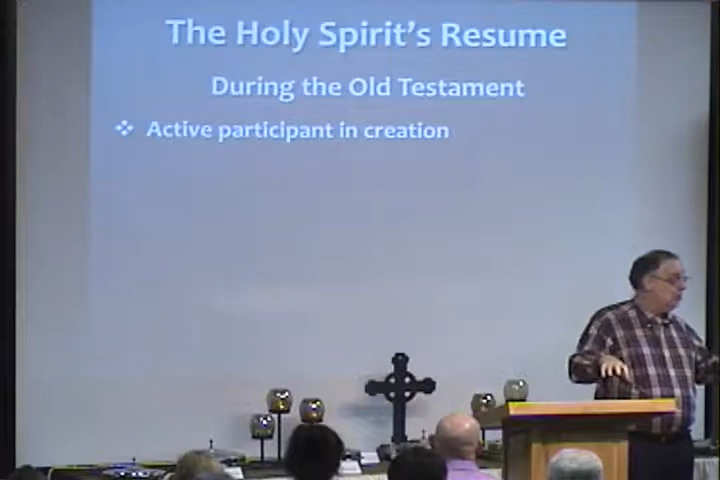 The Holy Spirit's Resume
During the Old Testament
❖ Active participant in creation